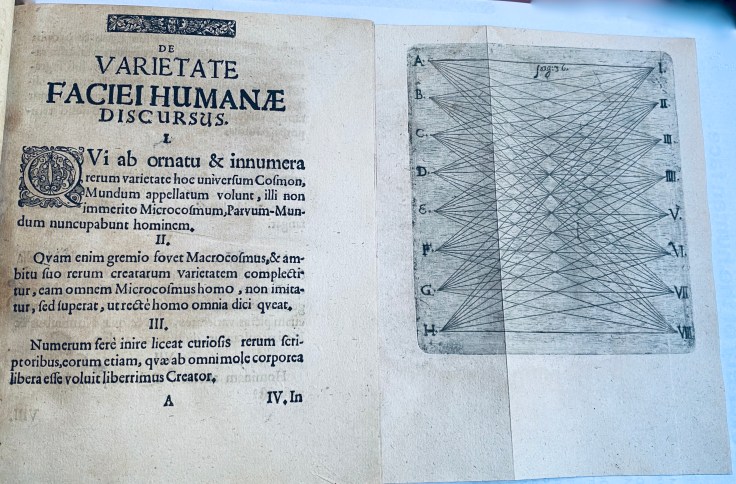 DE
VARIETATE
FACIEI HUMANÆ
DISCURSUS.
I.
QVi ab ornatu & innumera
rerum varietate hoc universum Cosmon,
Mundum appellatum volunt, illi non
immerito Microcosmum, Parvum-Mun-
dum nuncupabunt hominem.
II.
Qvam enim gremio fovet Macrocosmus, & am-
bitu suo rerum creatarum varietatem complecti-
tur, eam omnem Microcosmus homo, non imita-
tur, sed superat, ut rectè homo omnia dici qveat.
III.
Numerum ferè inire liceat curiosis rerum scri-
ptoribus, eorum etiam, qvæ ab omni mole corporea
libera esse voluit liberrimus Creator.
A IV. In
pag: 6.
A. I.
B. II
C. III
D. IIII
E. V.
F. VI.
G. VII
H. VIII